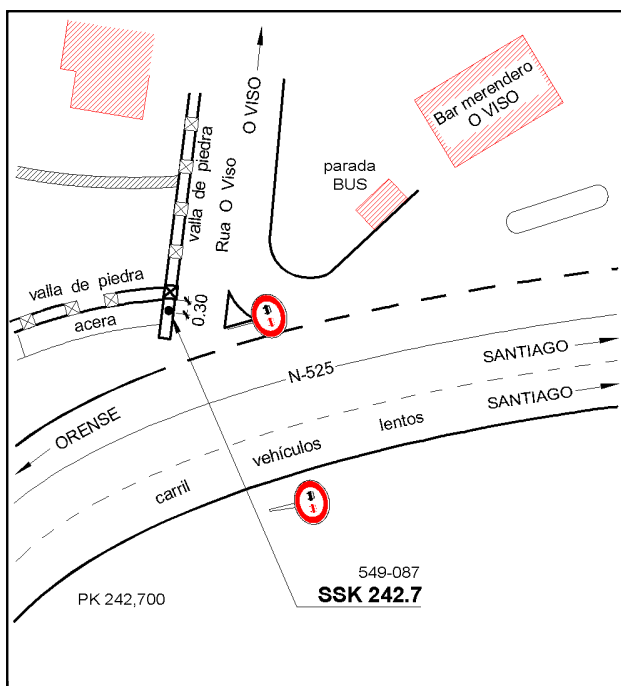 O VISO
Bar merendero
O VISO
parada
BUS
valla de piedra
Rua O Viso
valla de piedra
acera
0.30
N-525
SANTIAGO
SANTIAGO
ORENSE
carril vehículos lentos
549-087
SSK 242.7
PK 242,700